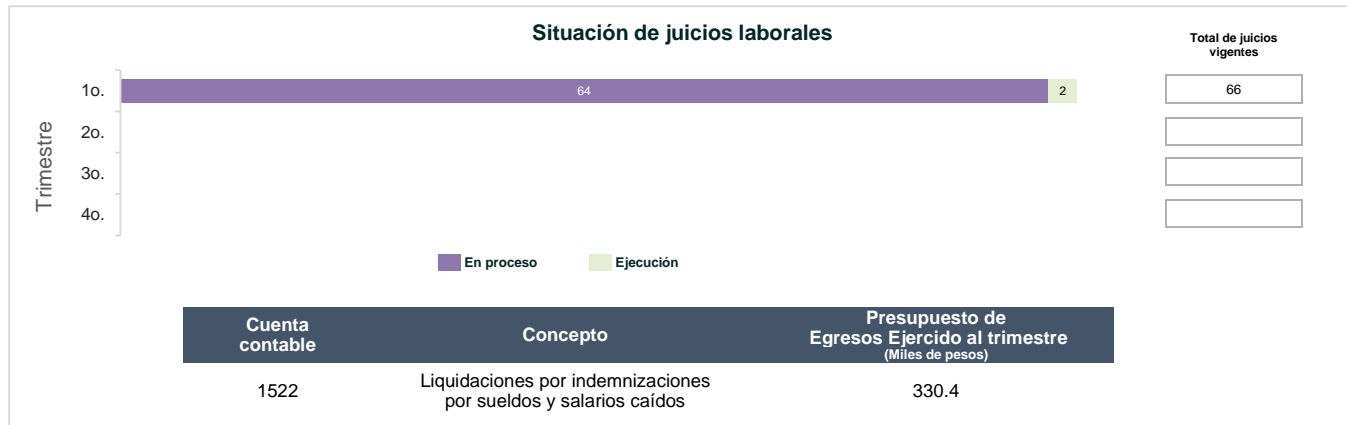 Situación de juicios laborales
Total de juicios
vigentes
Trimestre
1o.
64
2
66
2o.
3o.
4o.
En proceso
Ejecución
Cuenta
contable
Concepto
Presupuesto de
Egresos Ejercido al trimestre
(Miles de pesos)
1522
Liquidaciones por indemnizaciones
por sueldos y salarios caídos
330.4